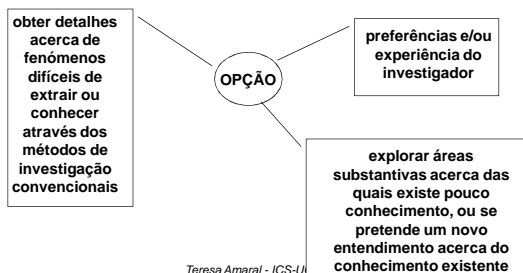 obter detalhes
acerca de
fenómenos
difíceis de
extrair ou
conhecer
através dos
métodos de
investigação
convencionais
OPÇÃO
preferências e/ou
experiência do
investigador
explorar áreas
substantivas acerca das
quais existe pouco
conhecimento, ou se
pretende um novo
entendimento acerca do
conhecimento existente
Teresa Amaral - ICS-U